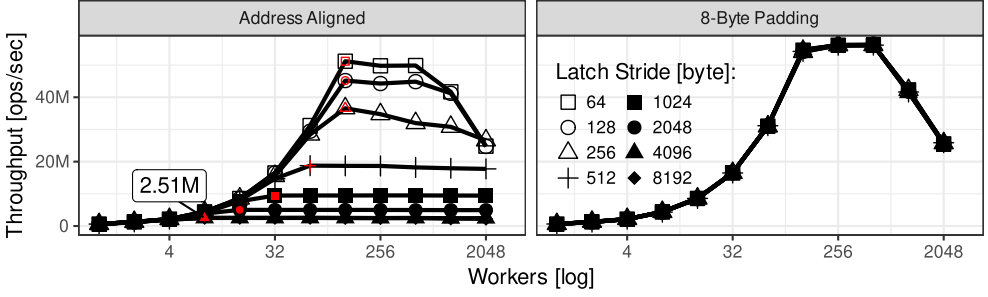 Address Aligned
8-Byte Padding
Throughput [ops/sec]
40M
20M
0
2.51M
Latch Stride [byte]:
64 1024
128 2048
256 4096
512 8192
4 32 256 2048
4 32 256 2048
Workers [log]